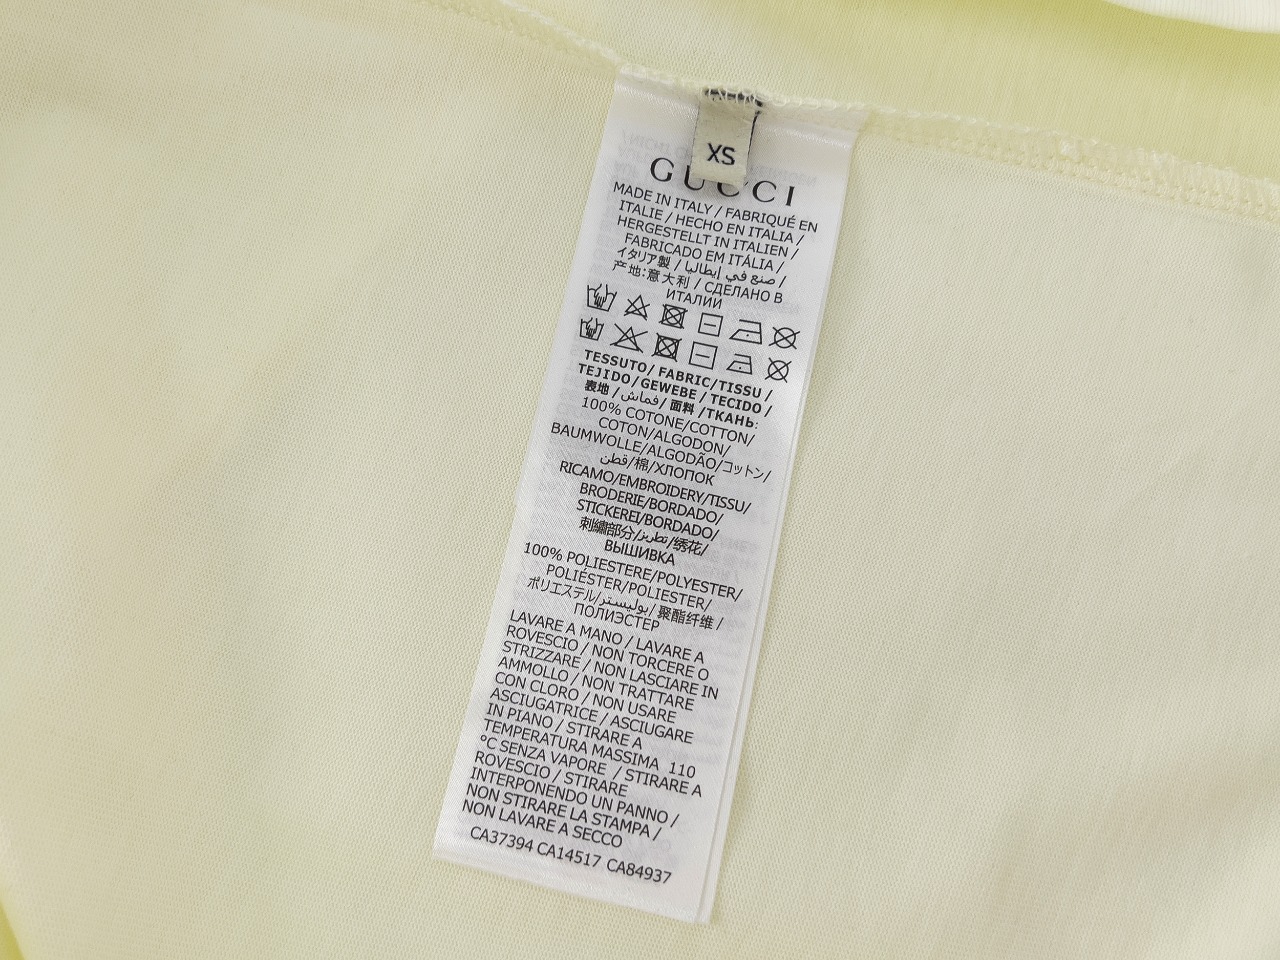 XS
GUCCI
MADE IN ITALY / FABRIQUÉ EN
ITALIE / HECHO EN ITALIA /
HERGESTELLT IN ITALIEN /
FABRICADO EM ITÁLIA /
イタリア製 / صنع في إيطاليا /
产地:意大利 / СДЕЛАНО В
ИТАЛИИ
TESSUTO/ FABRIC/TISSU /
TEJIDO/GEWEBE / TECIDO /
表地 / قماش/ 面料 /ТКАНЬ:
100% COTONE/COTTON/
COTON/ALGODON/
BAUMWOLLE/ALGODÃO/コットン/
قطن/棉/ХЛОПОК
RICAMO/EMBROIDERY/TISSU/
BRODERIE/BORDADO/
STICKEREI/BORDADO/
刺繍部分/تطريز/绣花/
ВЫШИВКА
100% POLIESTERE/POLYESTER/
POLIÉSTER/POLIESTER/
ポリエステル/بوليستر/ 聚酯纤维 /
ПОЛИЭСТЕР
LAVARE A MANO / LAVARE A
ROVESCIO / NON TORCERE O
STRIZZARE / NON LASCIARE IN
AMMOLLO / NON TRATTARE
CON CLORO / NON USARE
ASCIUGATRICE / ASCIUGARE
IN PIANO / STIRARE A
TEMPERATURA MASSIMA 110
°C SENZA VAPORE / STIRARE A
ROVESCIO / STIRARE
INTERPONENDO UN PANNO /
NON STIRARE LA STAMPA /
NON LAVARE A SECCO
CA37394 CA14517 CA84937